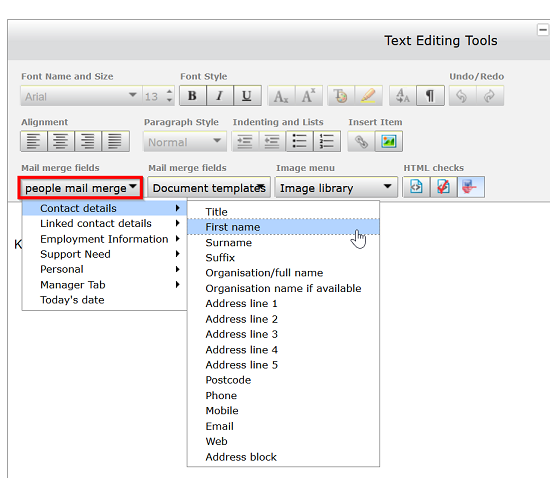 Text Editing Tools
Font Name and Size Font Style Undo/Redo
Arial 13 B I U Ax A^x ¶
Alignment Paragraph Style Indenting and Lists Insert Item
Normal
Mail merge fields Mail merge fields Image menu HTML checks
people mail merge Document templates Image library
Contact details
Linked contact details
Employment Information
Support Need
Personal
Manager Tab
Today's date
K
Title
First name
Surname
Suffix
Organisation/full name
Organisation name if available
Address line 1
Address line 2
Address line 3
Address line 4
Address line 5
Postcode
Phone
Mobile
Email
Web
Address block